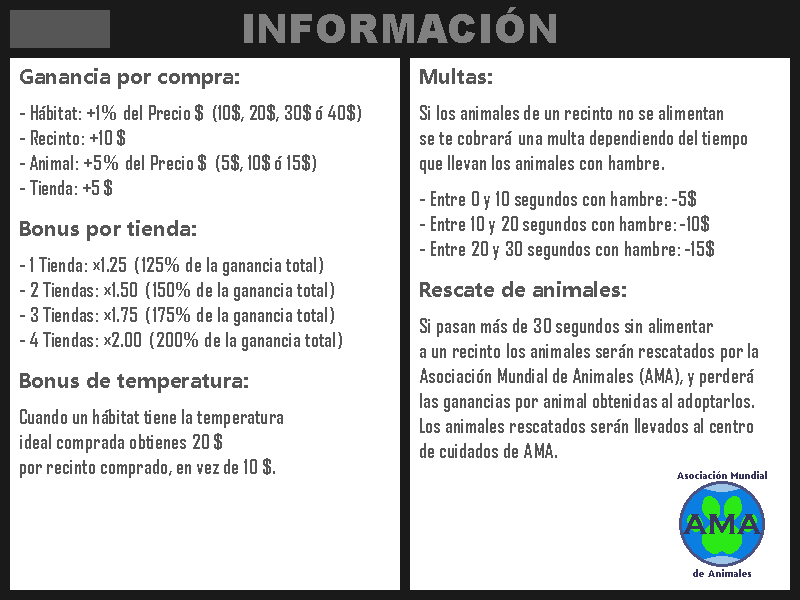 INFORMACIÓN
Ganancia por compra:
- Hábitat: +1% del Precio $ (10$, 20$, 30$ ó 40$)
- Recinto: +10 $
- Animal: +5% del Precio $ (5$, 10$ ó 15$)
- Tienda: +5 $
Bonus por tienda:
- 1 Tienda: ×1.25 (125% de la ganancia total)
- 2 Tiendas: ×1.50 (150% de la ganancia total)
- 3 Tiendas: ×1.75 (175% de la ganancia total)
- 4 Tiendas: ×2.00 (200% de la ganancia total)
Bonus de temperatura:
Cuando un hábitat tiene la temperatura
ideal comprada obtienes 20 $
por recinto comprado, en vez de 10 $.
Multas:
Si los animales de un recinto no se alimentan
se te cobrará una multa dependiendo del tiempo
que llevan los animales con hambre.
- Entre 0 y 10 segundos con hambre: -5$
- Entre 10 y 20 segundos con hambre: -10$
- Entre 20 y 30 segundos con hambre: -15$
Rescate de animales:
Si pasan más de 30 segundos sin alimentar
a un recinto los animales serán rescatados por la
Asociación Mundial de Animales (AMA), y perderá
las ganancias por animal obtenidas al adoptarlos.
Los animales rescatados serán llevados al centro
de cuidados de AMA.
Asociación Mundial
AMA
de Animales